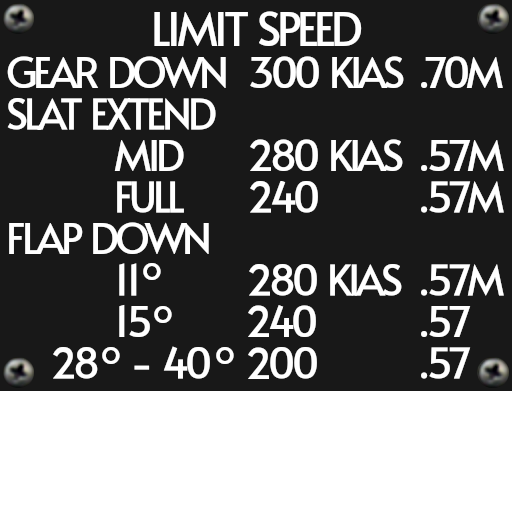 LIMIT SPEED
GEAR DOWN 300 KIAS .70M
SLAT EXTEND
MID 280 KIAS .57M
FULL 240 .57M
FLAP DOWN
11° 280 KIAS .57M
15° 240 .57
28° - 40° 200 .57